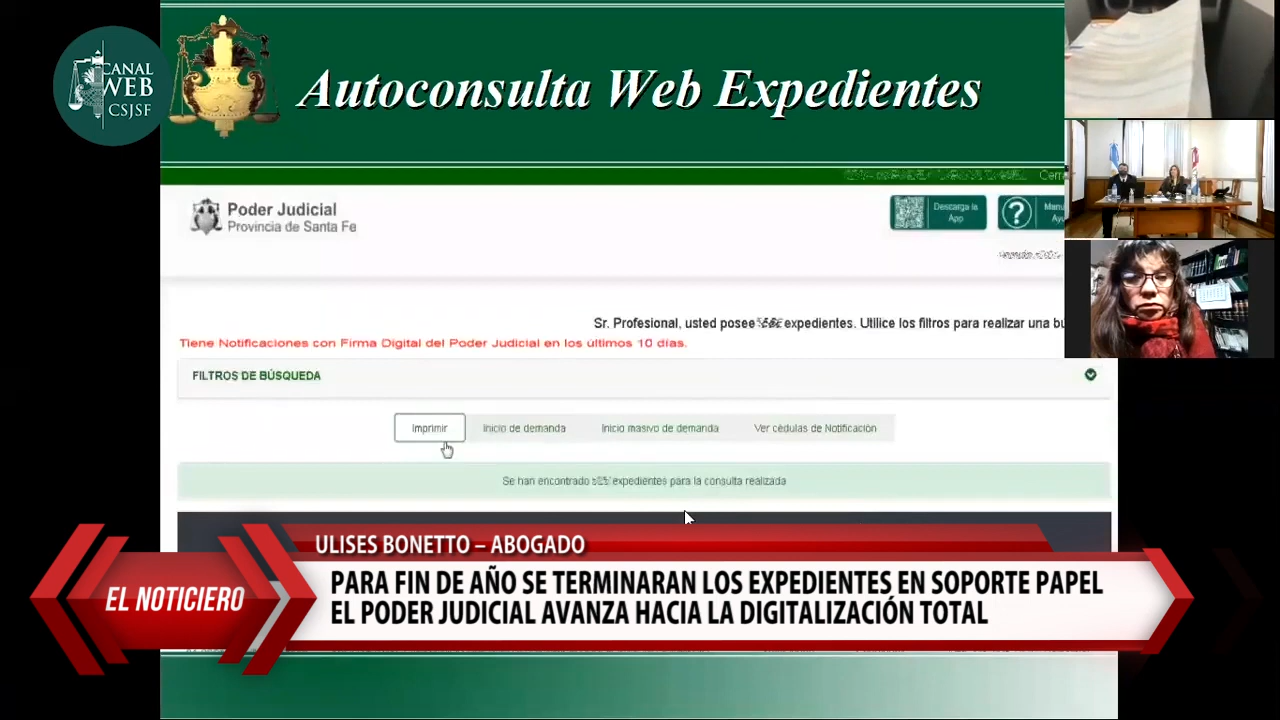 CANAL
WEB
CSJSF
Autoconsulta Web Expedientes
Poder Judicial
Provincia de Santa Fe
Descarga la
App
Sr. Profesional, usted posee expedientes. Utilice los filtros para realizar una
Tiene Notificaciones con Firma Digital del Poder Judicial en los últimos 10 días.
FILTROS DE BÚSQUEDA
Imprimir
Inicio de demanda
Inicio masivo de demanda
Ver cédulas de Notificación
Se han encontrado expedientes para la consulta realizada
ULISES BONETTO – ABOGADO
EL NOTICIERO
PARA FIN DE AÑO SE TERMINARAN LOS EXPEDIENTES EN SOPORTE PAPEL
EL PODER JUDICIAL AVANZA HACIA LA DIGITALIZACIÓN TOTAL